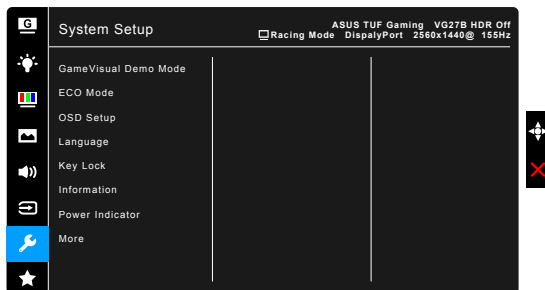 G
System Setup
ASUS TUF Gaming VG27B HDR Off
Racing Mode DispalyPort 2560x1440@ 155Hz
GameVisual Demo Mode
ECO Mode
OSD Setup
Language
Key Lock
Information
Power Indicator
More